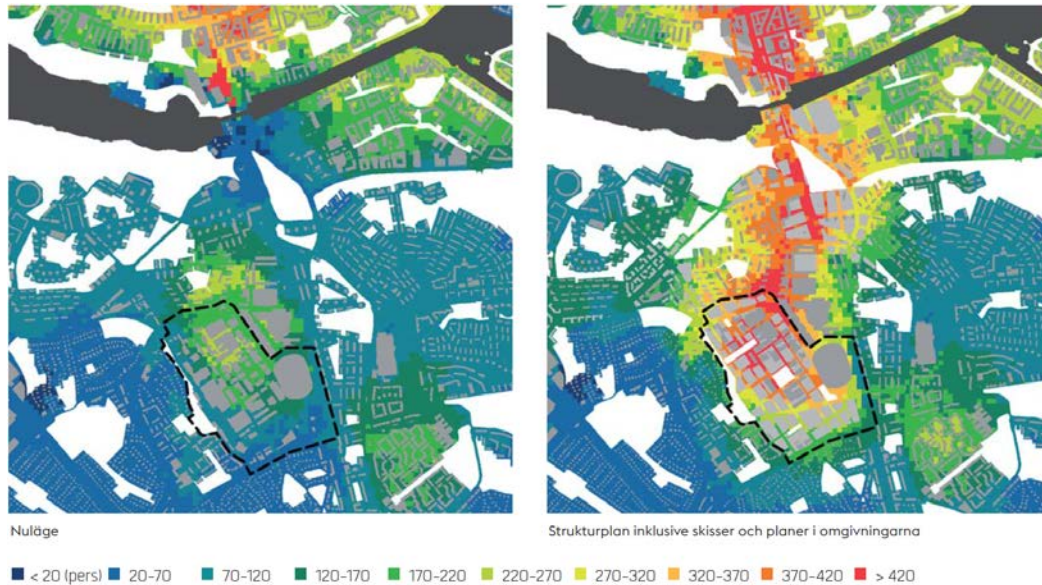 Nuläge
Strukturplan inklusive skisser och planer i omgivningarna
< 20 (pers) 20-70 70-120 120-170 170-220 220-270 270-320 320-370 370-420 > 420